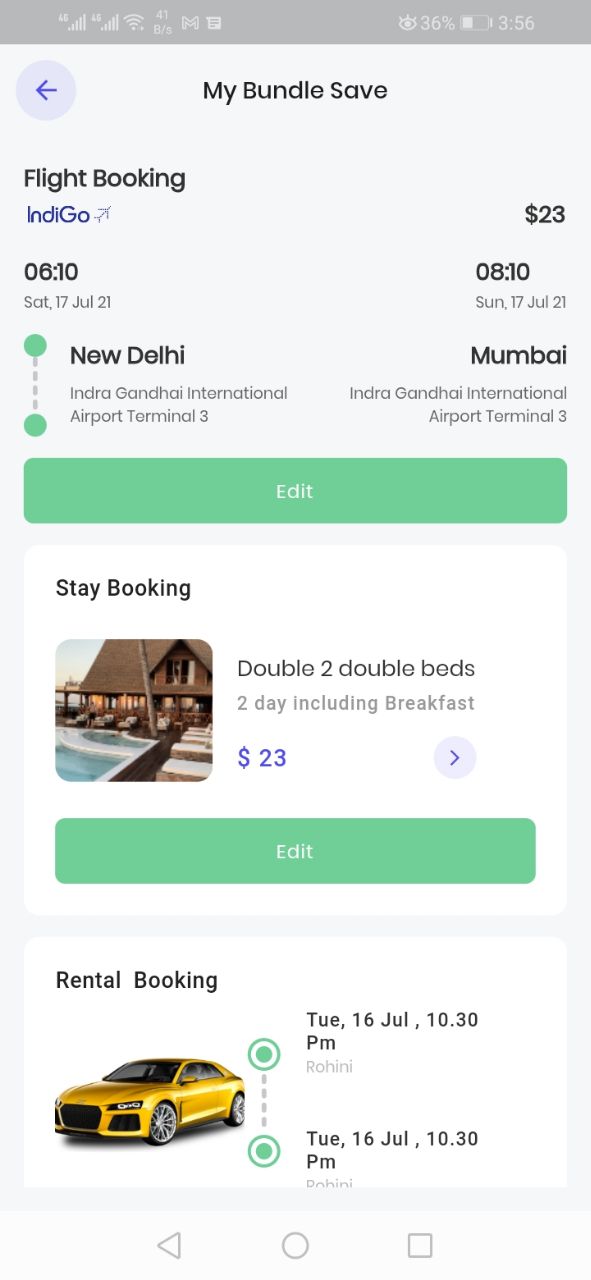 4G 4G 41 B/s 36% 3:56
My Bundle Save
Flight Booking
IndiGo $23
06:10 08:10
Sat, 17 Jul 21 Sun, 17 Jul 21
New Delhi Mumbai
Indra Gandhai International Indra Gandhai International
Airport Terminal 3 Airport Terminal 3
Edit
Stay Booking
Double 2 double beds
2 day including Breakfast
$ 23
Edit
Rental Booking
Tue, 16 Jul , 10.30
Pm
Rohini
Tue, 16 Jul , 10.30
Pm
Rohini